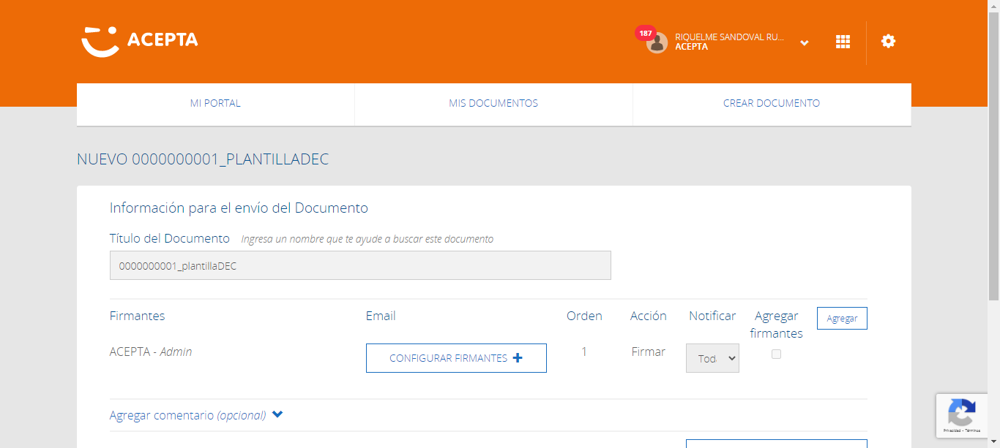 ACEPTA
187
RIQUELME SANDOVAL RU...
ACEPTA
MI PORTAL
MIS DOCUMENTOS
CREAR DOCUMENTO
NUEVO 0000000001_PLANTILLADEC
Información para el envío del Documento
Título del Documento Ingresa un nombre que te ayude a buscar este documento
0000000001_plantillaDEC
Firmantes Email Orden Acción Notificar Agregar firmantes Agregar
ACEPTA - Admin CONFIGURAR FIRMANTES + 1 Firmar Tod
Agregar comentario (opcional)
Privacidad - Términos